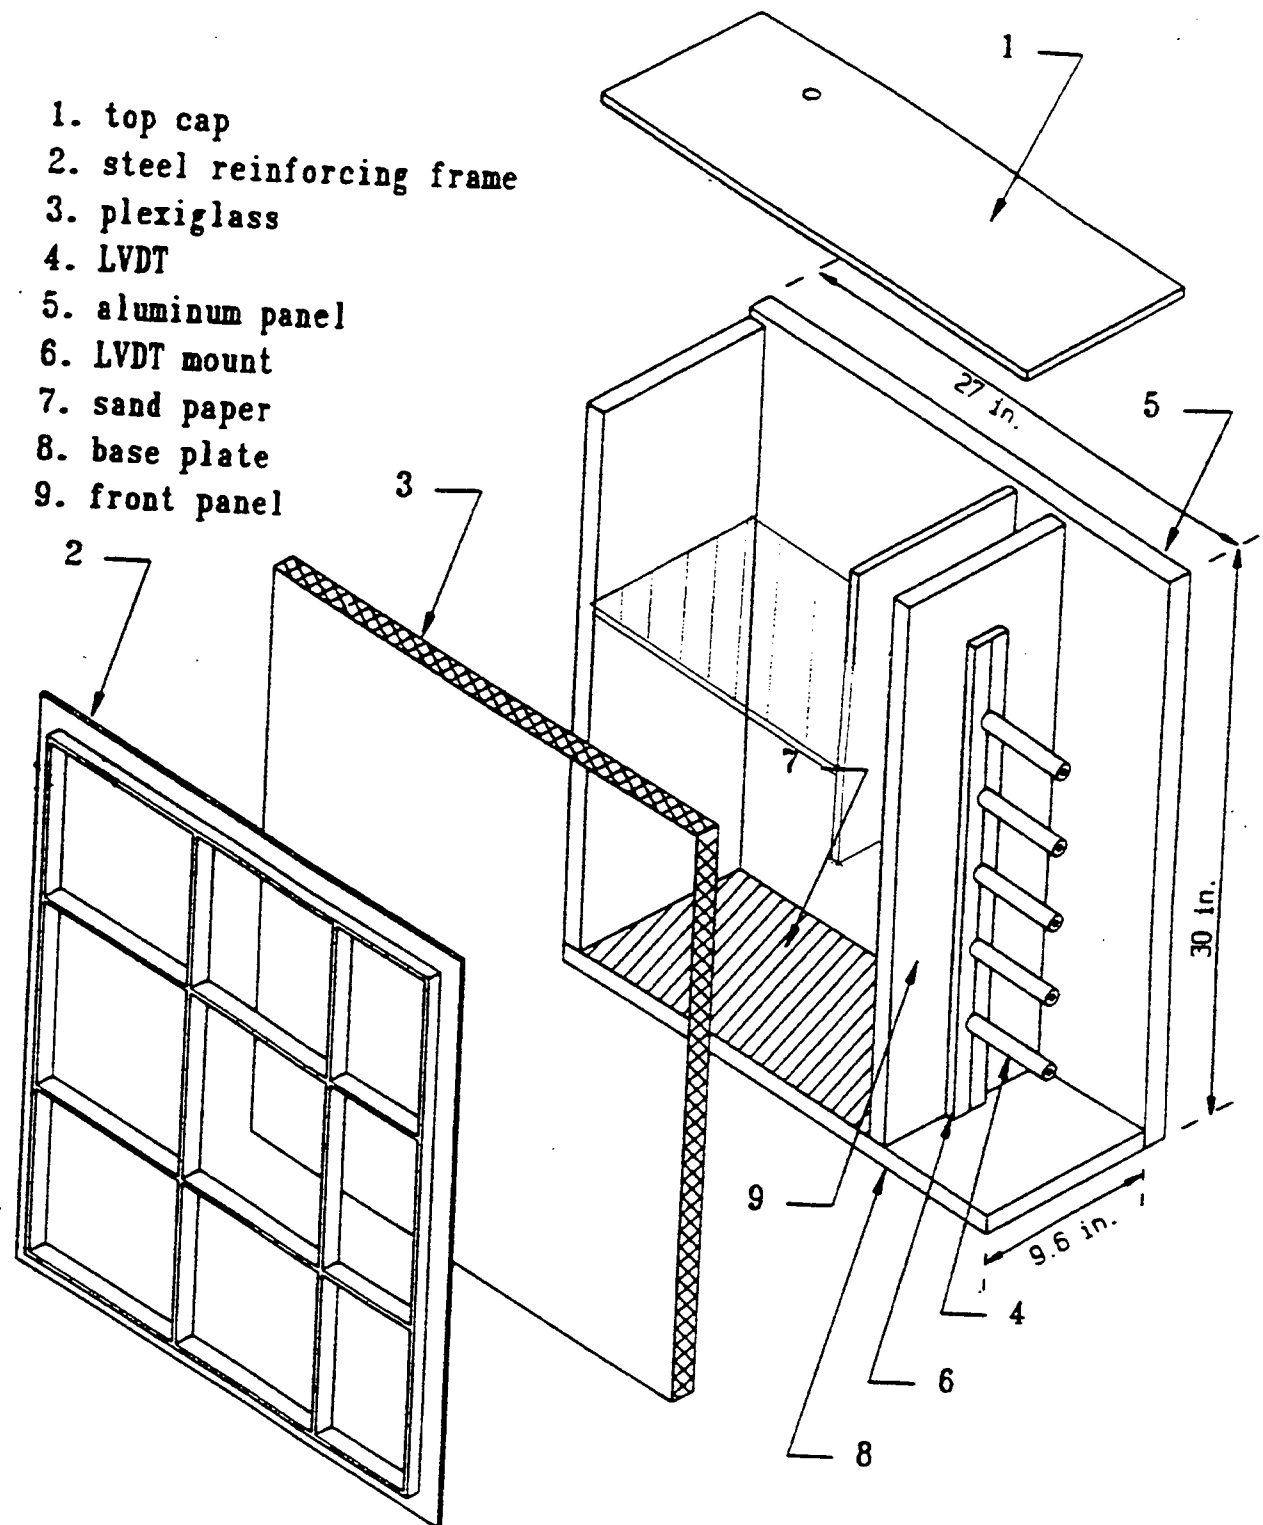 1. top cap
2. steel reinforcing frame
3. plexiglass
4. LVDT
5. aluminum panel
6. LVDT mount
7. sand paper
8. base plate
9. front panel
1
27 in.
5
3
2
7
30 in.
9
9.6 in.
4
6
8